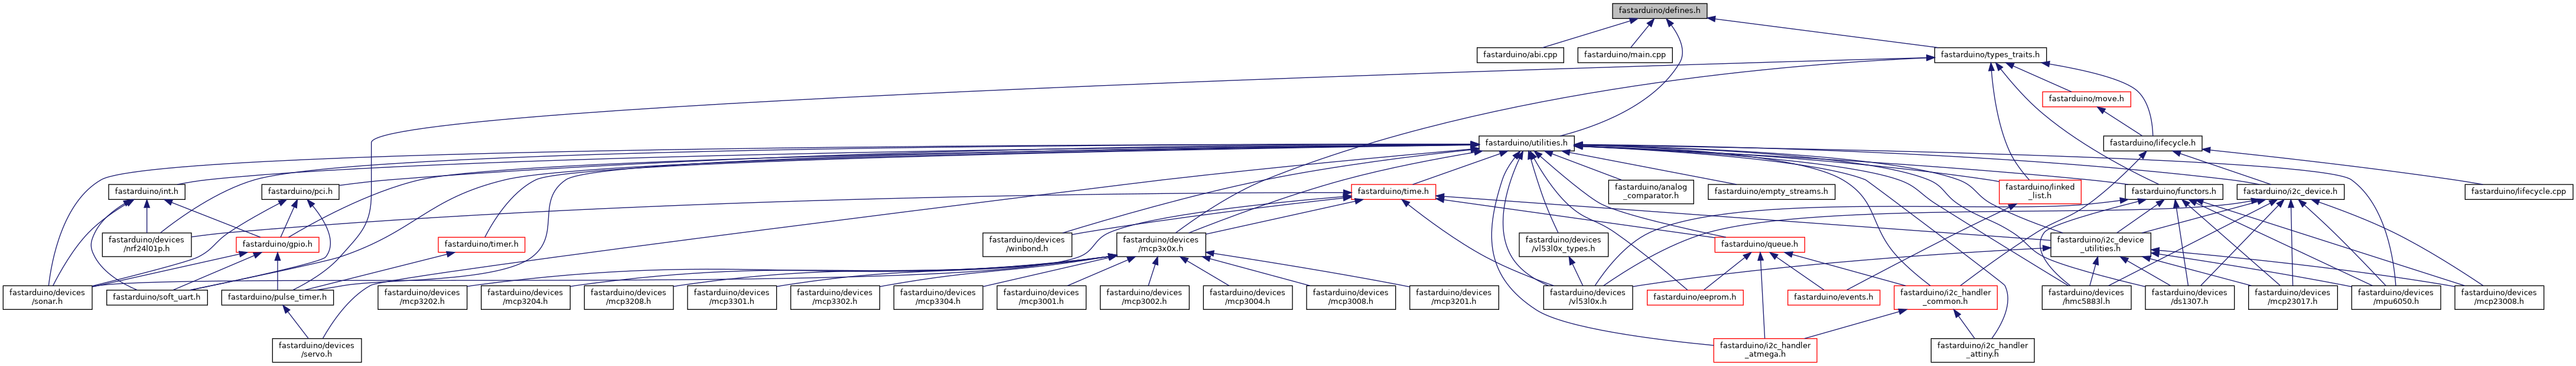 fastarduino/defines.h
fastarduino/abi.cpp
fastarduino/main.cpp
fastarduino/types_traits.h
fastarduino/move.h
fastarduino/utilities.h
fastarduino/lifecycle.h
fastarduino/int.h
fastarduino/pci.h
fastarduino/time.h
fastarduino/analog
_comparator.h
fastarduino/empty_streams.h
fastarduino/linked
_list.h
fastarduino/functors.h
fastarduino/i2c_device.h
fastarduino/lifecycle.cpp
fastarduino/devices
/nrf24l01p.h
fastarduino/gpio.h
fastarduino/timer.h
fastarduino/devices
/winbond.h
fastarduino/devices
/mcp3x0x.h
fastarduino/devices
/vl53l0x_types.h
fastarduino/queue.h
fastarduino/i2c_device
_utilities.h
fastarduino/devices
/sonar.h
fastarduino/soft_uart.h
fastarduino/pulse_timer.h
fastarduino/devices
/mcp3202.h
fastarduino/devices
/mcp3204.h
fastarduino/devices
/mcp3208.h
fastarduino/devices
/mcp3301.h
fastarduino/devices
/mcp3302.h
fastarduino/devices
/mcp3304.h
fastarduino/devices
/mcp3001.h
fastarduino/devices
/mcp3002.h
fastarduino/devices
/mcp3004.h
fastarduino/devices
/mcp3008.h
fastarduino/devices
/mcp3201.h
fastarduino/devices
/vl53l0x.h
fastarduino/eeprom.h
fastarduino/events.h
fastarduino/i2c_handler
_common.h
fastarduino/devices
/hmc5883l.h
fastarduino/devices
/ds1307.h
fastarduino/devices
/mcp23017.h
fastarduino/devices
/mpu6050.h
fastarduino/devices
/mcp23008.h
fastarduino/devices
/servo.h
fastarduino/i2c_handler
_atmega.h
fastarduino/i2c_handler
_attiny.h